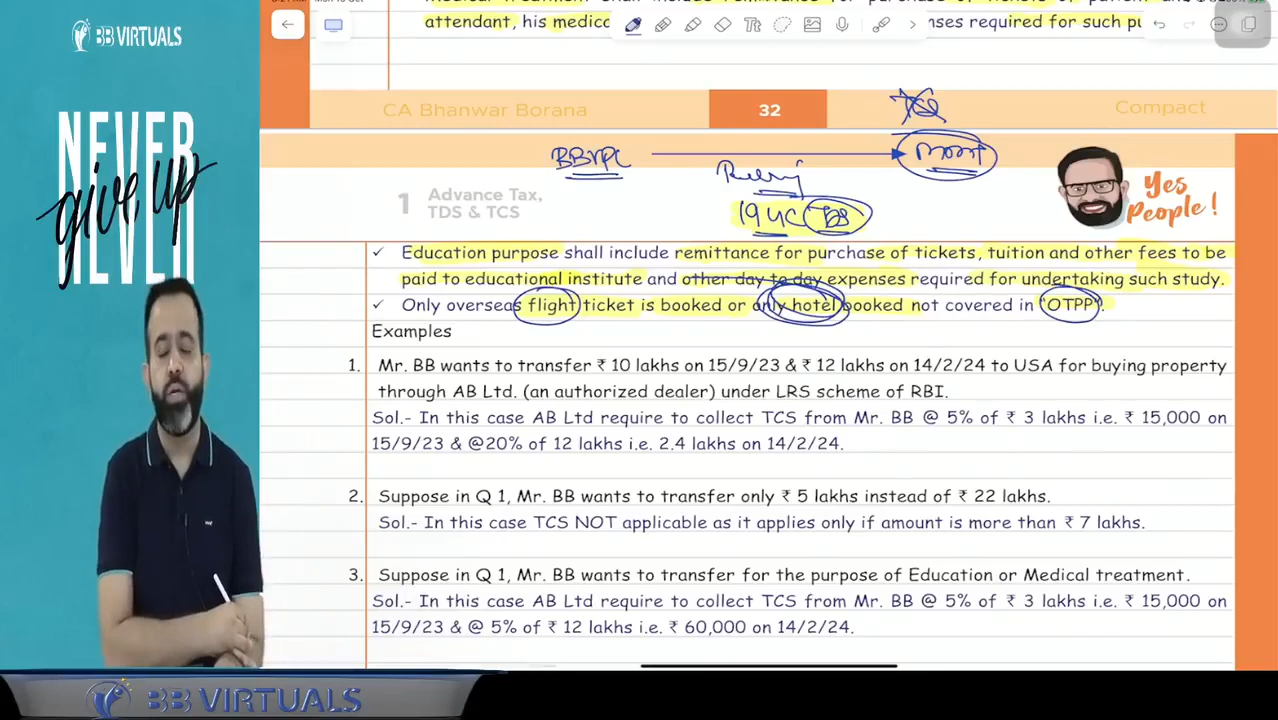 BB VIRTUALS
NEVER
give up
NEVER
attendant, his medica
nses required for such pu
CA Bhanwar Borana
32
Compact
TCS
BBVPL
1 Advance Tax,
TDS & TCS
194C TDS
Yes
People!
✓ Education purpose shall include remittance for purchase of tickets, tuition and other fees to be
paid to educational institute and other day to day expenses required for undertaking such study.
✓ Only overseas flight ticket is booked or only hotel booked not covered in "OTPP".
Examples
1. Mr. BB wants to transfer ₹ 10 lakhs on 15/9/23 & ₹ 12 lakhs on 14/2/24 to USA for buying property
through AB Ltd. (an authorized dealer) under LRS scheme of RBI.
Sol.- In this case AB Ltd require to collect TCS from Mr. BB @ 5% of ₹ 3 lakhs i.e. ₹ 15,000 on
15/9/23 & @20% of 12 lakhs i.e. 2.4 lakhs on 14/2/24.
2. Suppose in Q 1, Mr. BB wants to transfer only ₹ 5 lakhs instead of ₹ 22 lakhs.
Sol.- In this case TCS NOT applicable as it applies only if amount is more than ₹ 7 lakhs.
3. Suppose in Q 1, Mr. BB wants to transfer for the purpose of Education or Medical treatment.
Sol.- In this case AB Ltd require to collect TCS from Mr. BB @ 5% of ₹ 3 lakhs i.e. ₹ 15,000 on
15/9/23 & @ 5% of ₹ 12 lakhs i.e. ₹ 60,000 on 14/2/24.
BB VIRTUALS